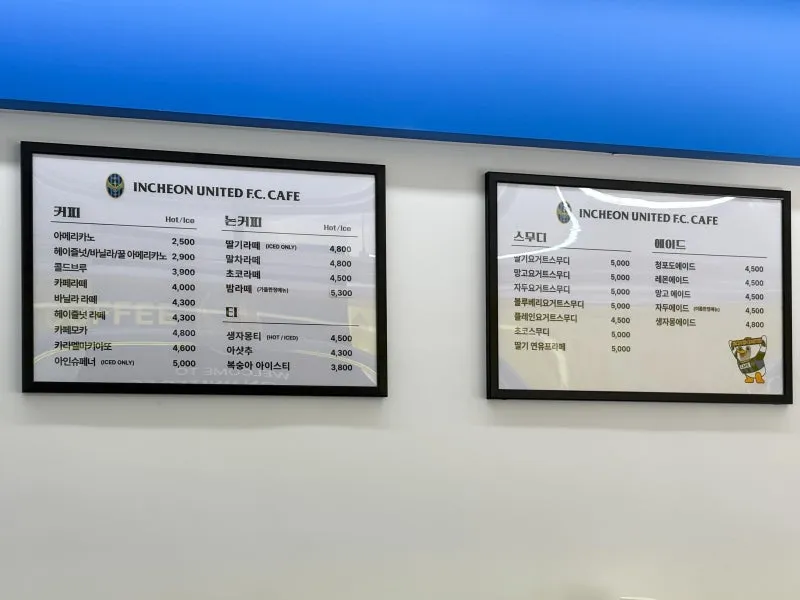 INCHEON UNITED F.C. CAFE
커피
Hot/Ice
아메리카노 2,500
헤이즐넛/바닐라/꿀 아메리카노 2,900
콜드브루 3,900
카페라떼 4,000
바닐라 라떼 4,300
헤이즐넛 라떼 4,300
카페모카 4,800
카라멜마키아또 4,600
아인슈페너 (ICED ONLY) 5,000
논커피
Hot/Ice
딸기라떼 (ICED ONLY) 4,800
말차라떼 4,800
초코라떼 4,500
밤라떼 (가을한정메뉴) 5,300
티
생자몽티 (HOT / ICED) 4,500
아샷추 4,300
복숭아 아이스티 3,800
INCHEON UNITED F.C. CAFE
스무디
딸기요거트스무디 5,000
망고요거트스무디 5,000
자두요거트스무디 5,000
블루베리요거트스무디 5,000
플레인요거트스무디 4,500
초코스무디 5,000
딸기 연유프라페 5,000
에이드
청포도에이드 4,500
레몬에이드 4,500
망고 에이드 4,500
자두에이드 4,500
생자몽에이드 4,800